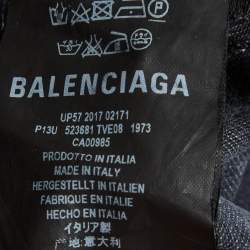 BALENCIAGA
UP57 2017 02171
P13U 523681 TVE08 1973
CA00985
PRODOTTO IN ITALIA
MADE IN ITALY
HERGESTELLT IN ITALIEN
FABRIQUE EN ITALIE
HECHO EN ITALIA
イタリア製
产地:意大利